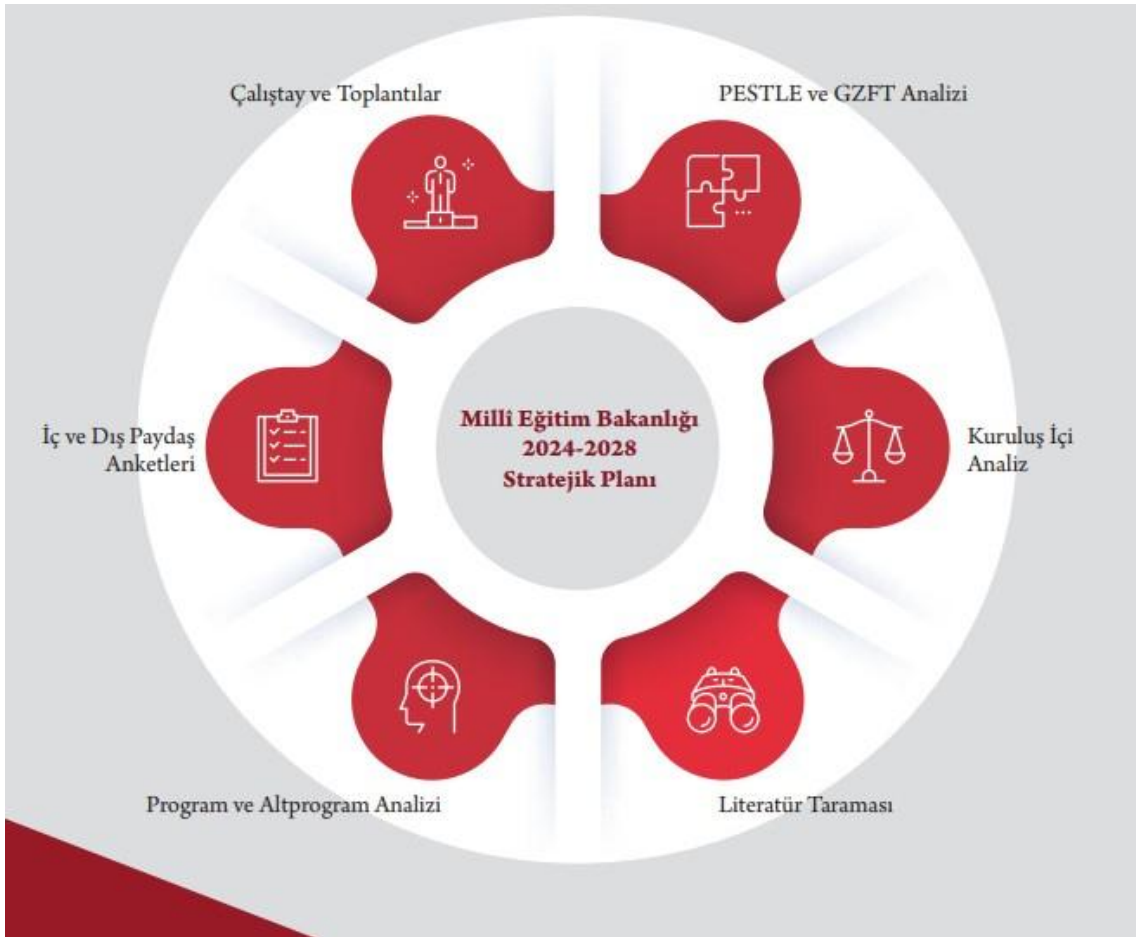 Çalıştay ve Toplantılar
PESTLE ve GZFT Analizi
İç ve Dış Paydaş
Anketleri
Millî Eğitim Bakanlığı
2024-2028
Stratejik Planı
Kuruluş İçi
Analiz
Program ve Altprogram Analizi
Literatür Taraması